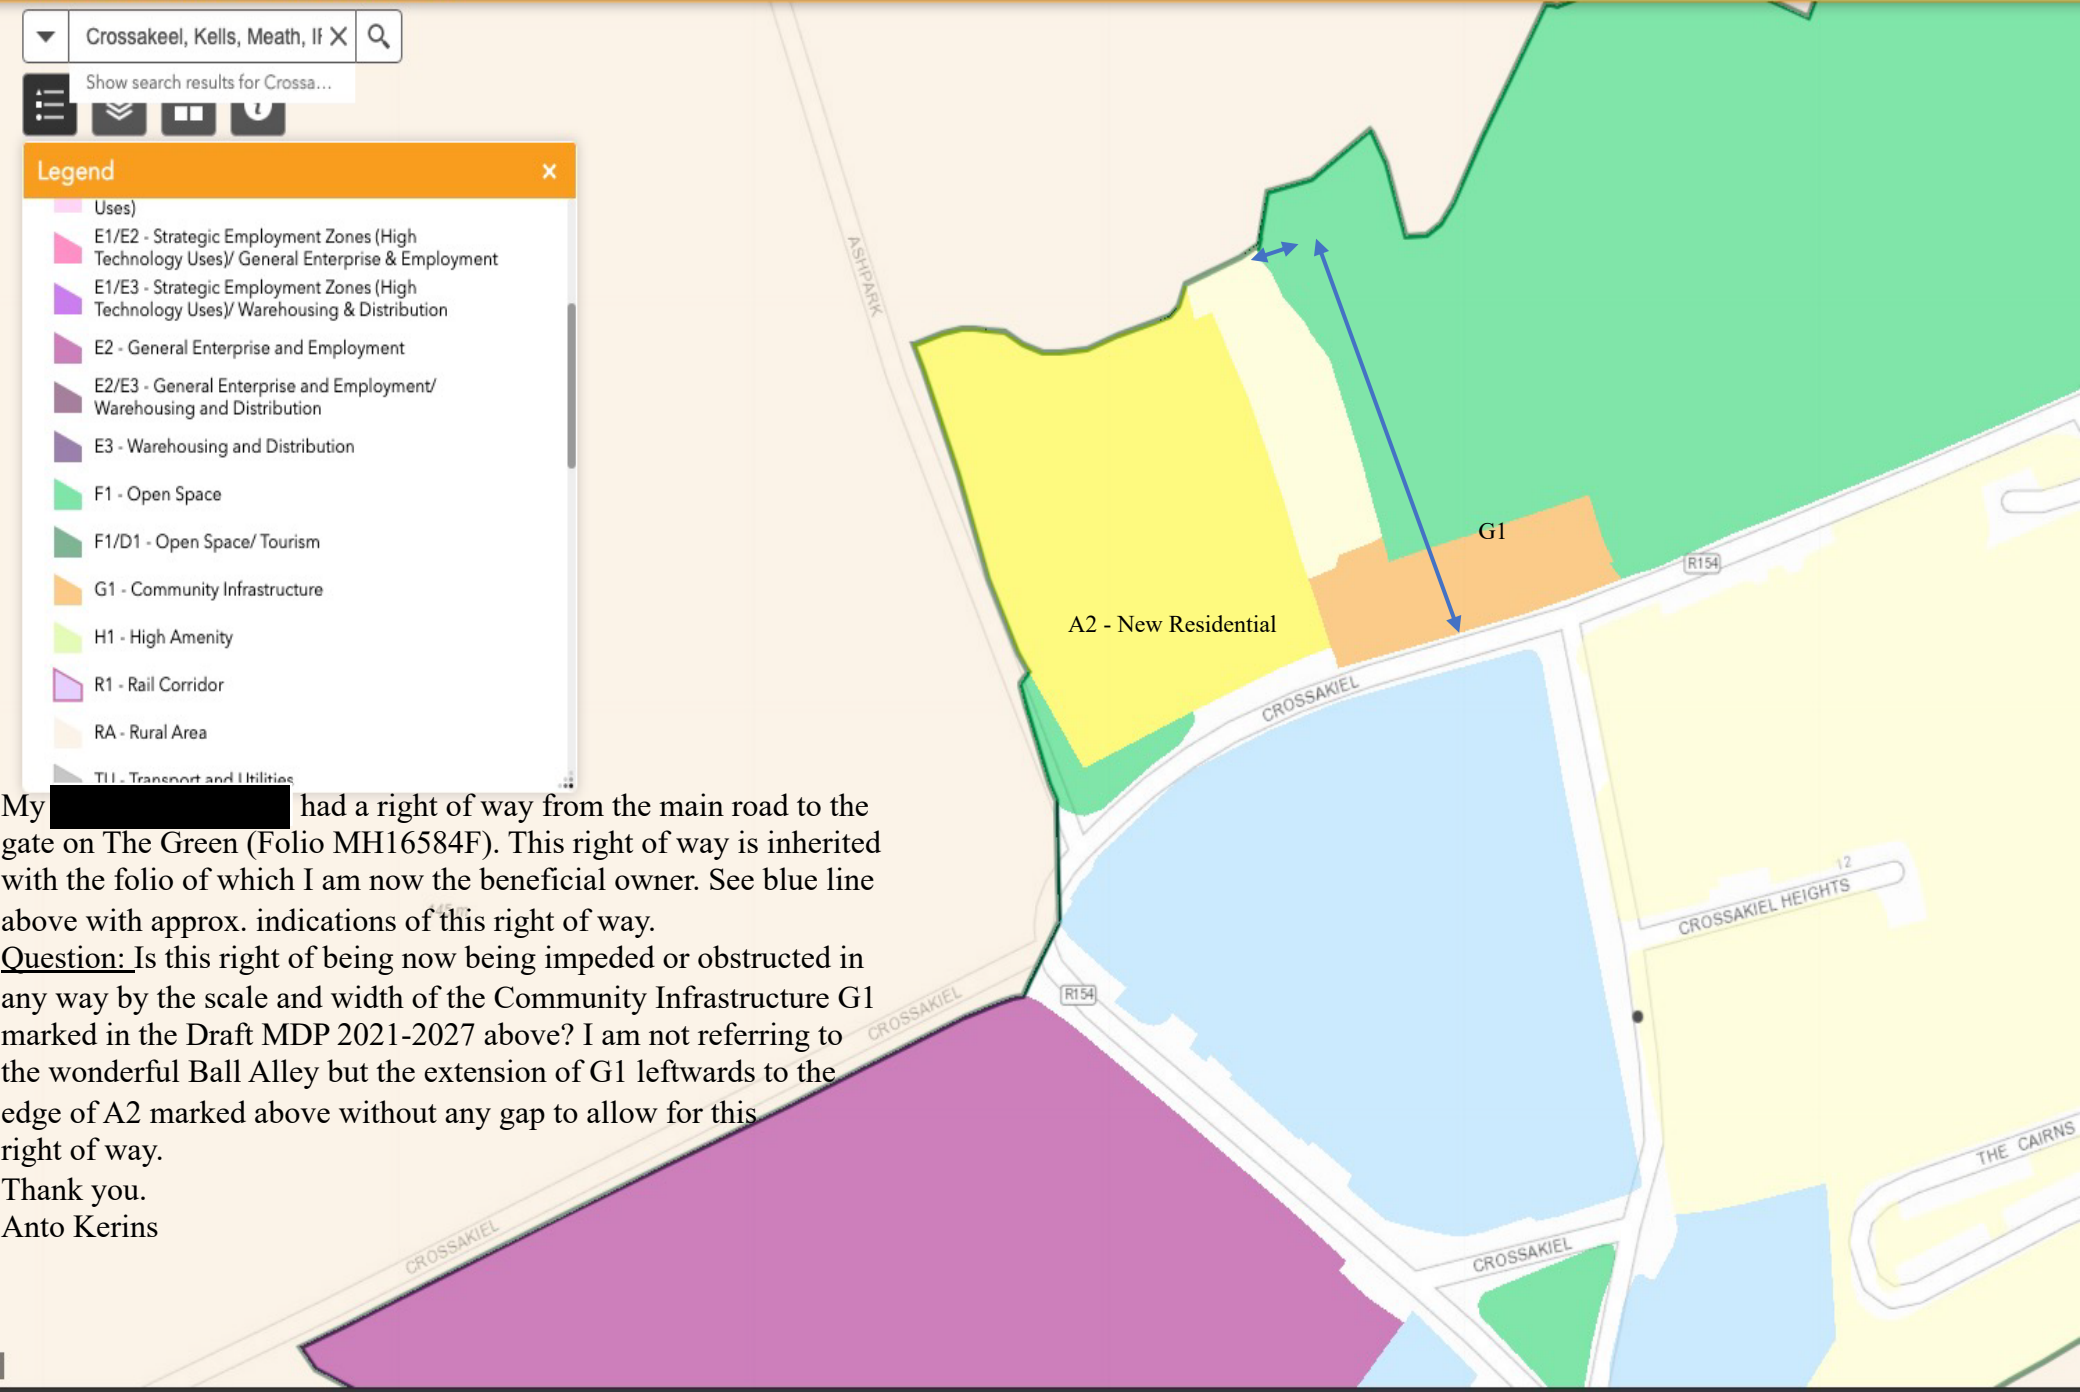 Crossakeel, Kells, Meath, II
Show search results for Crossa...
Legend
Uses)
E1/E2 - Strategic Employment Zones (High
Technology Uses)/ General Enterprise & Employment
E1/E3 - Strategic Employment Zones (High
Technology Uses)/ Warehousing & Distribution
E2 - General Enterprise and Employment
E2/E3 - General Enterprise and Employment/
Warehousing and Distribution
E3 - Warehousing and Distribution
F1 - Open Space
F1/D1 - Open Space/ Tourism
G1 - Community Infrastructure
H1 - High Amenity
R1 - Rail Corridor
RA - Rural Area
TU - Transport and Utilities
My had a right of way from the main road to the
gate on The Green (Folio MH16584F). This right of way is inherited
with the folio of which I am now the beneficial owner. See blue line
above with approx. indications of this right of way.
Question: Is this right of being now being impeded or obstructed in
any way by the scale and width of the Community Infrastructure G1
marked in the Draft MDP 2021-2027 above? I am not referring to
the wonderful Ball Alley but the extension of G1 leftwards to the
edge of A2 marked above without any gap to allow for this
right of way.
Thank you.
Anto Kerins
ASHPARK
G1
A2 - New Residential
R154
CROSSAKIEL
12
CROSSAKIEL HEIGHTS
R154
CROSSAKIEL
THE CAIRNS
CROSSAKIEL
CROSSAKIEL